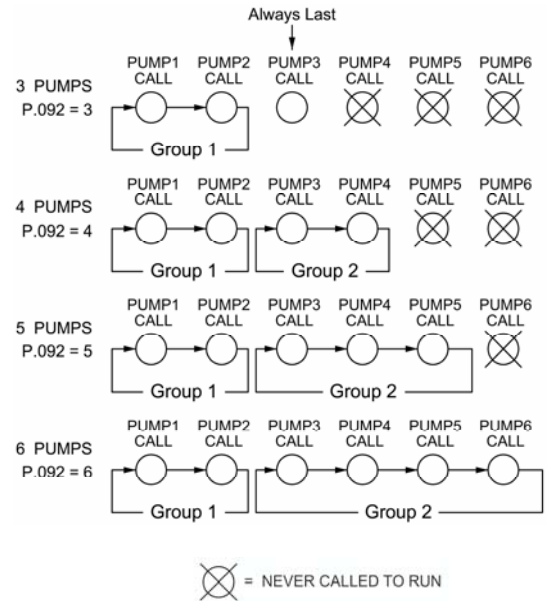 Always Last
PUMP1 PUMP2 PUMP3 PUMP4 PUMP5 PUMP6
CALL CALL CALL CALL CALL CALL
3 PUMPS
P.092 = 3
Group 1
PUMP1 PUMP2 PUMP3 PUMP4 PUMP5 PUMP6
CALL CALL CALL CALL CALL CALL
4 PUMPS
P.092 = 4
Group 1 Group 2
PUMP1 PUMP2 PUMP3 PUMP4 PUMP5 PUMP6
CALL CALL CALL CALL CALL CALL
5 PUMPS
P.092 = 5
Group 1 Group 2
PUMP1 PUMP2 PUMP3 PUMP4 PUMP5 PUMP6
CALL CALL CALL CALL CALL CALL
6 PUMPS
P.092 = 6
Group 1 Group 2
= NEVER CALLED TO RUN